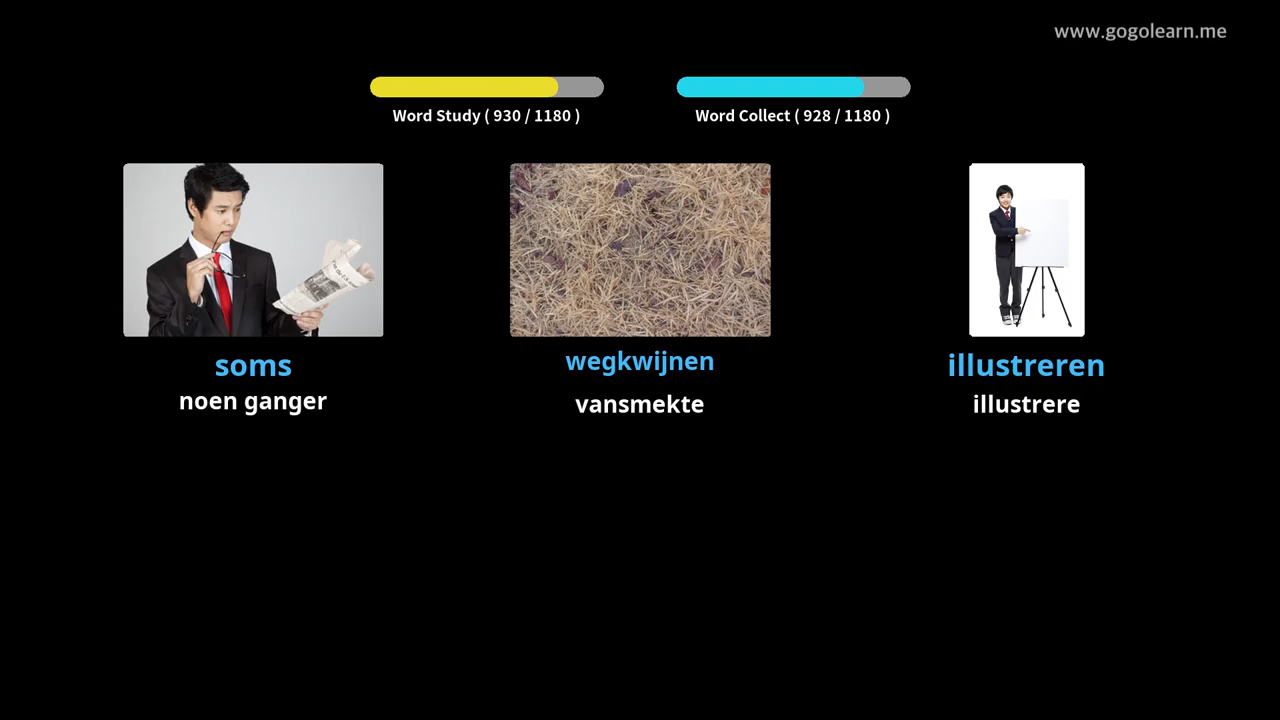 www.gogolearn.me
Word Study ( 930 / 1180 )
Word Collect ( 928 / 1180 )
soms
wegkwijnen
illustreren
noen ganger
vansmekte
illustrere